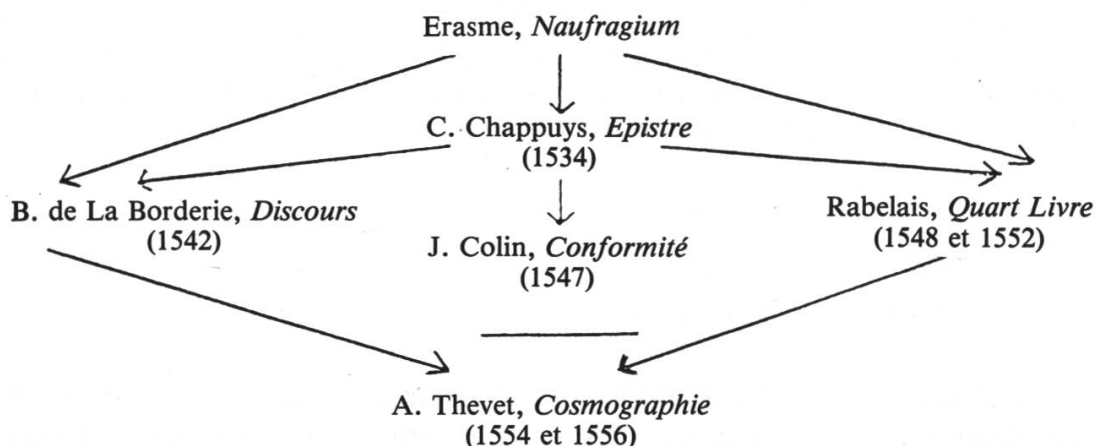 Erasme, Naufragium
C. Chappuys, Epistre
(1534)
B. de La Borderie, Discours
(1542)
Rabelais, Quart Livre
(1548 et 1552)
J. Colin, Conformité
(1547)
A. Thevet, Cosmographie
(1554 et 1556)